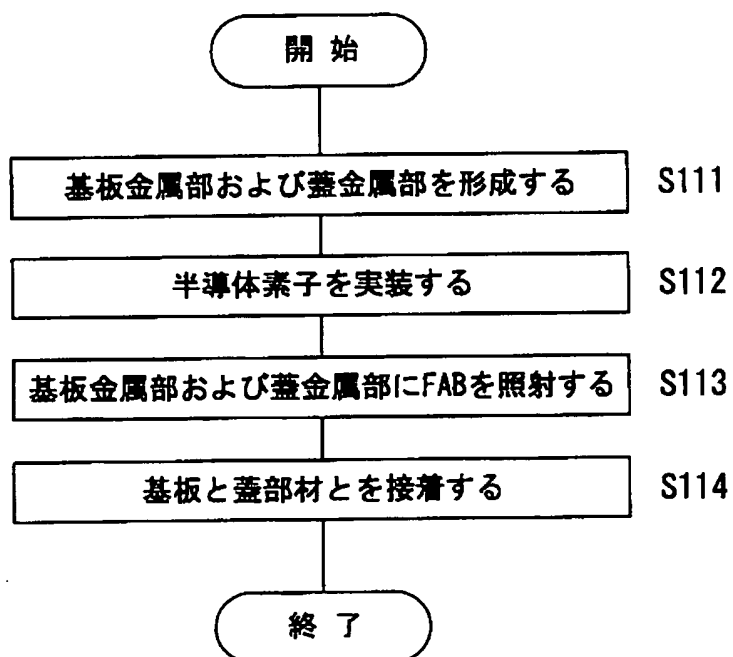 開始
基板金属部および蓋金属部を形成する S111
半導体素子を実装する S112
基板金属部および蓋金属部にFABを照射する S113
基板と蓋部材とを接着する S114
終了